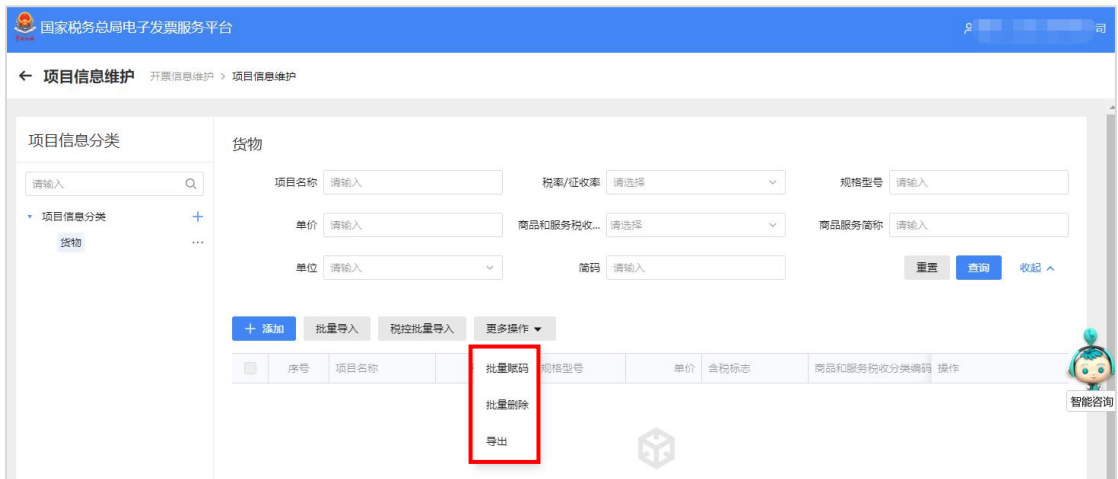 国家税务总局电子发票服务平台
司
← 项目信息维护 开票信息维护 > 项目信息维护
项目信息分类
请输入
项目信息分类 +
货物 ...
货物
项目名称 请输入 税率/征收率 请选择 规格型号 请输入
单价 请输入 商品和服务税收... 请选择 商品服务简称 请输入
单位 请输入 简码 请输入 重置 查询 收起
+ 添加 批量导入 税控批量导入 更多操作
序号 项目名称 规格型号 单价 含税标志 商品和服务税收分类编码 操作
批量赋码
批量删除
导出
智能咨询